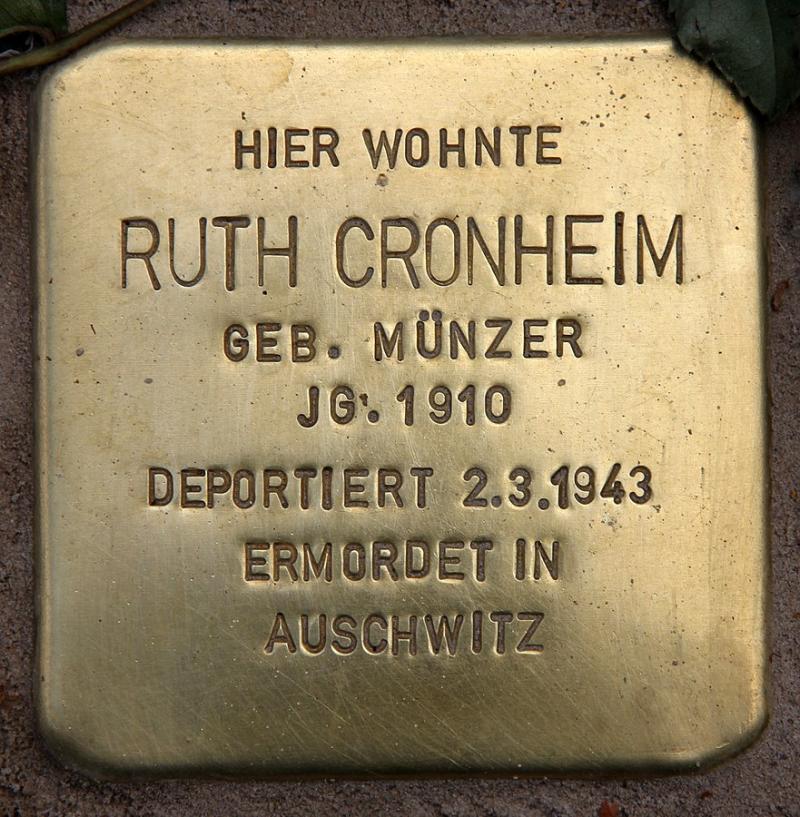 HIER WOHNTE
RUTH CRONHEIM
GEB. MÜNZER
JG. 1910
DEPORTIERT 2.3.1943
ERMORDET IN
AUSCHWITZ